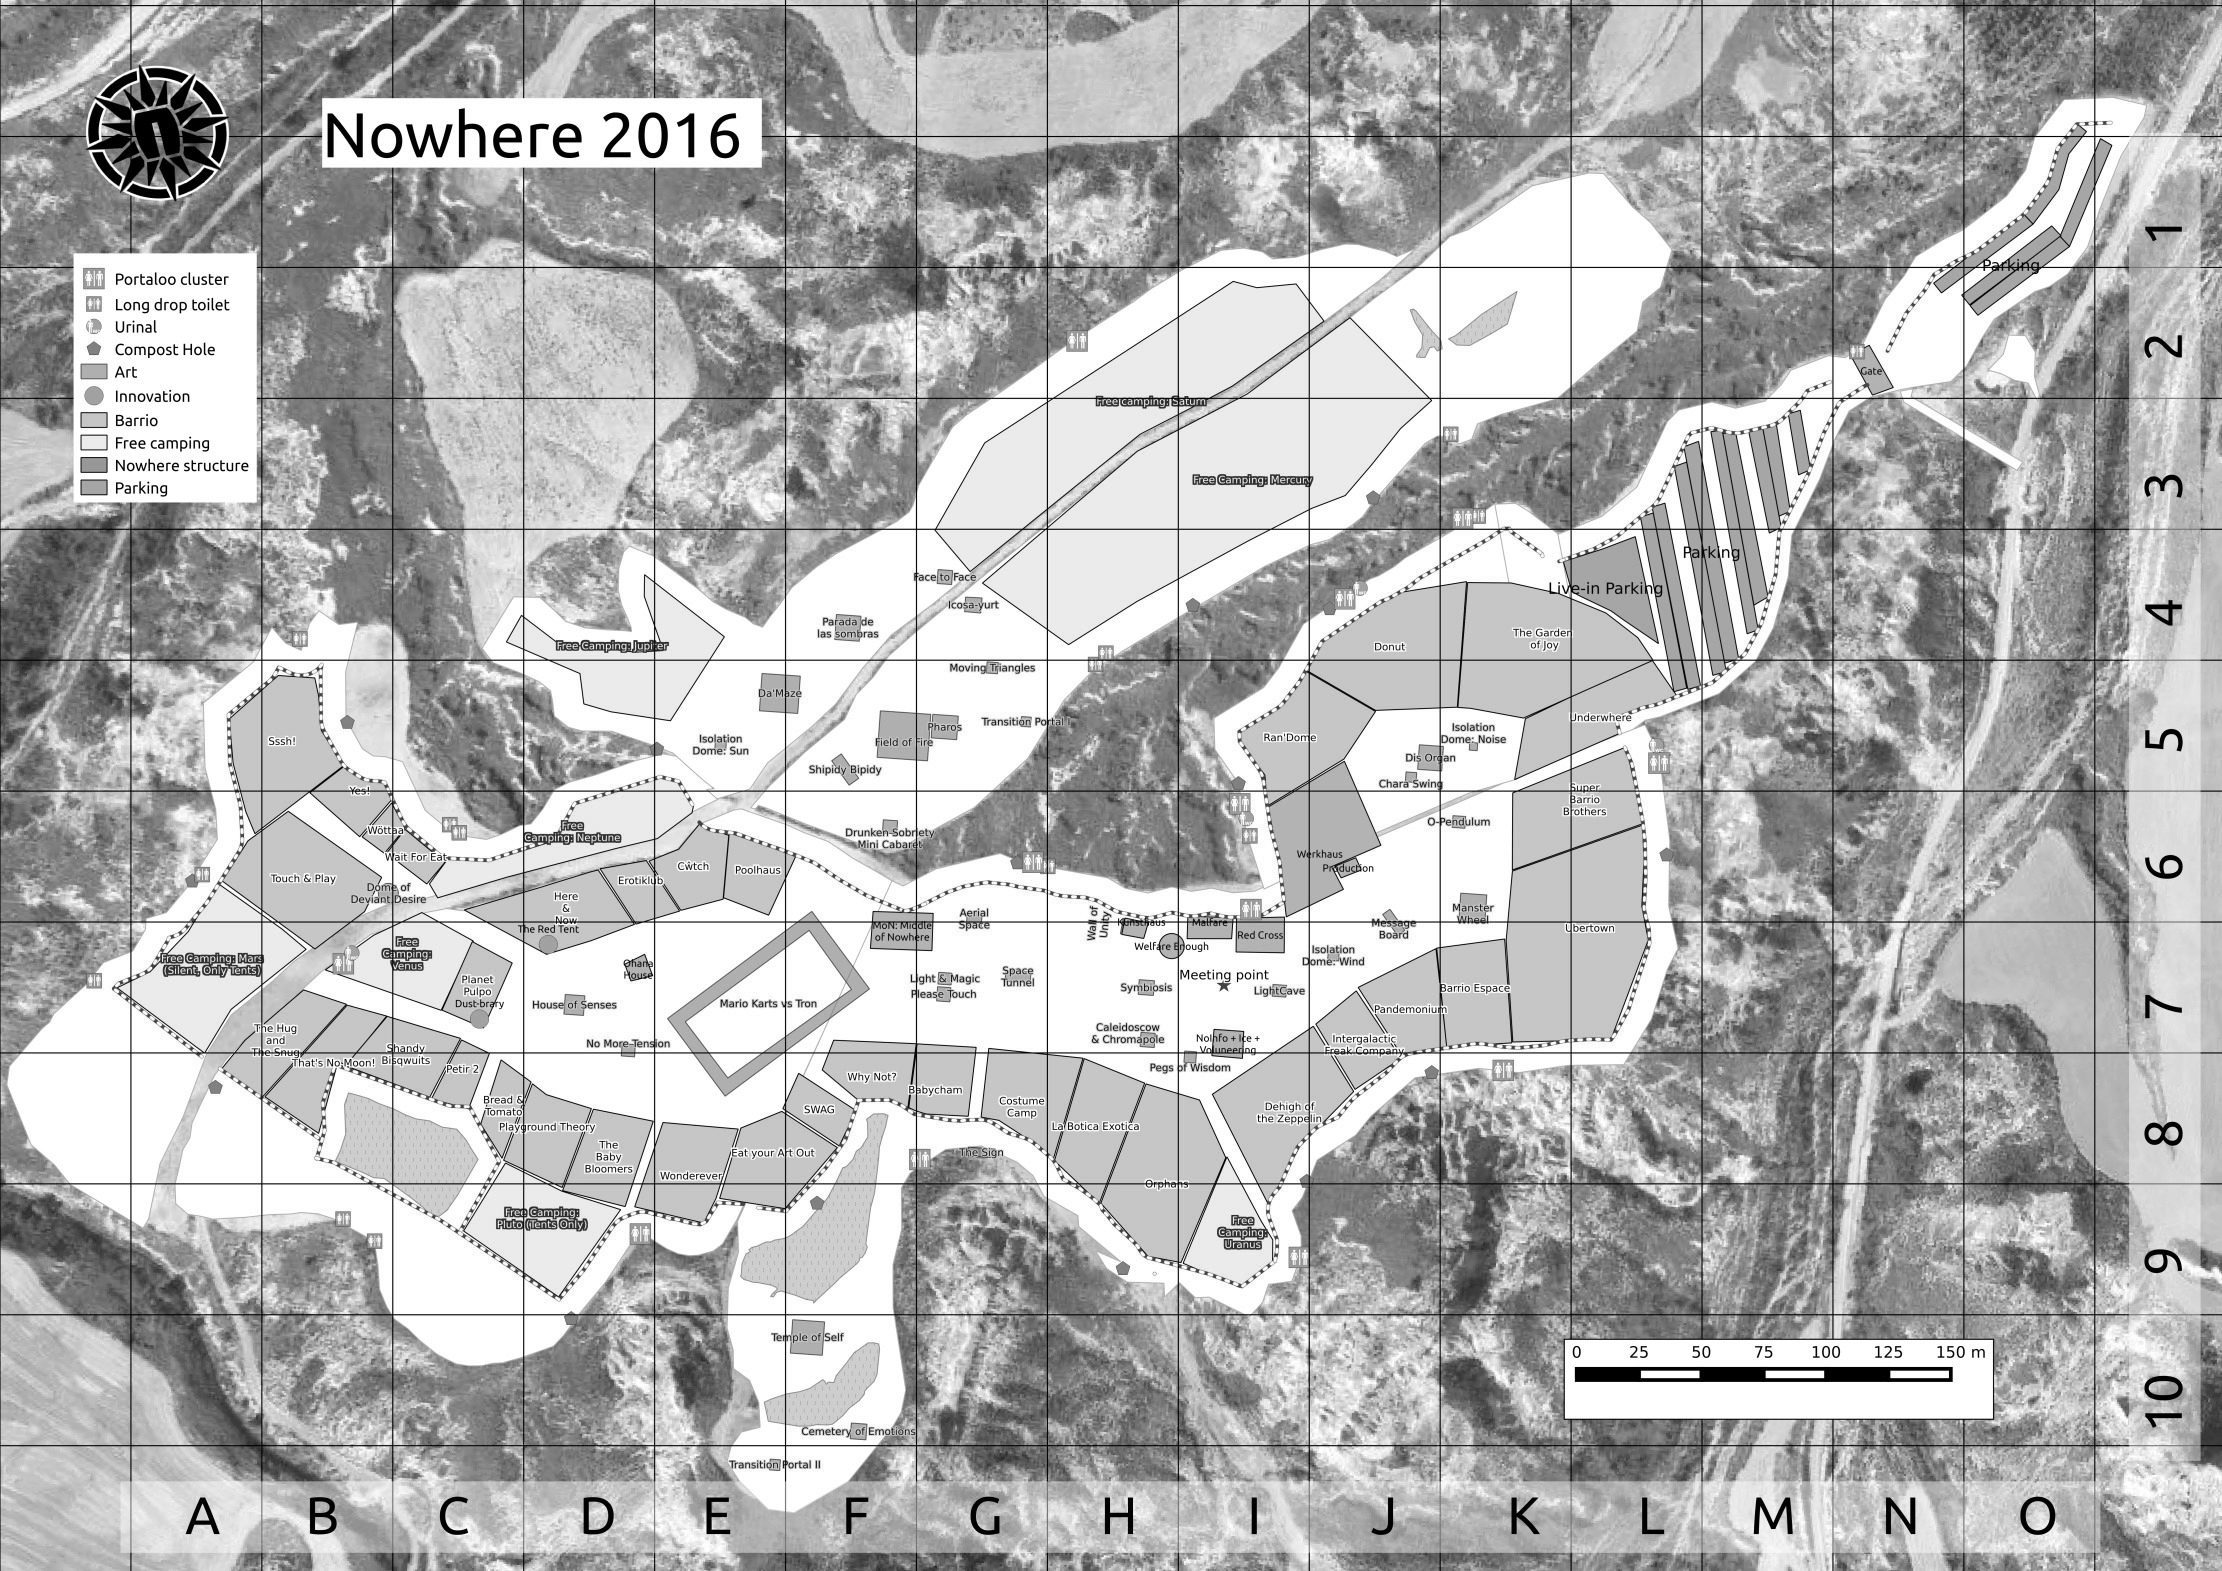 Nowhere 2016
Portaloo cluster
Long drop toilet
Urinal
Compost Hole
Art
Innovation
Barrio
Free camping
Nowhere structure
Parking
1
2
3
4
5
6
7
8
9
10
A
B
C
D
E
F
G
H
I
J
K
L
M
N
O
Parking
Gate
Free camping: Saturn
Free Camping: Mercury
Parking
Live-in Parking
Face to Face
Icosa-yurt
Parada de
las sombras
Free Camping: Jupiter
Moving Triangles
Donut
The Garden
of Joy
Da'Maze
Transition Portal I
Field of Fire
Pharos
Isolation
Dome: Sun
Shipidy Bipidy
Sssh!
Ran'Dome
Underwhere
Isolation
Dome: Noise
Dis Organ
Chara Swing
Yes!
Wöttaa
Wait For Eat
Free
Camping: Neptune
Drunken Sobriety
Mini Cabaret
Super
Barrio
Brothers
O-Pendulum
Touch & Play
Dome of
Deviant Desire
Here
&
Now
The Red Tent
Erotiklub
Cwtch
Poolhaus
Werkhaus
Production
MoN: Middle
of Nowhere
Aerial
Space
Wall of
Unity
Kunsthaus
Malfare
Welfare Enough
Red Cross
Message
Board
Manster
Wheel
Ubertown
Isolation
Dome: Wind
Free Camping: Mars
(Silent, Only Tents)
Free
Camping:
Venus
Planet
Pulpo
Dust-brary
Ohana
House
House of Senses
Mario Karts vs Tron
Light & Magic
Please Touch
Space
Tunnel
Symbiosis
Meeting point
LightCave
Pandemonium
Barrio Espace
The Hug
and
The Snug
That's No Moon!
Shandy
Bisqwuits
Petir 2
No More Tension
Caleidoscow
& Chromapole
NoInfo + Ice +
Voluneering
Pegs of Wisdom
Intergalactic
Freak Company
Bread &
Tomato
Playground Theory
The
Baby
Bloomers
Wonderever
Eat your Art Out
SWAG
Why Not?
Babycham
Costume
Camp
La Botica Exotica
The Sign
Orphans
Dehigh of
the Zeppelin
Free Camping:
Pluto (Tents Only)
Free
Camping:
Uranus
Temple of Self
Cemetery of Emotions
Transition Portal II
0 25 50 75 100 125 150 m